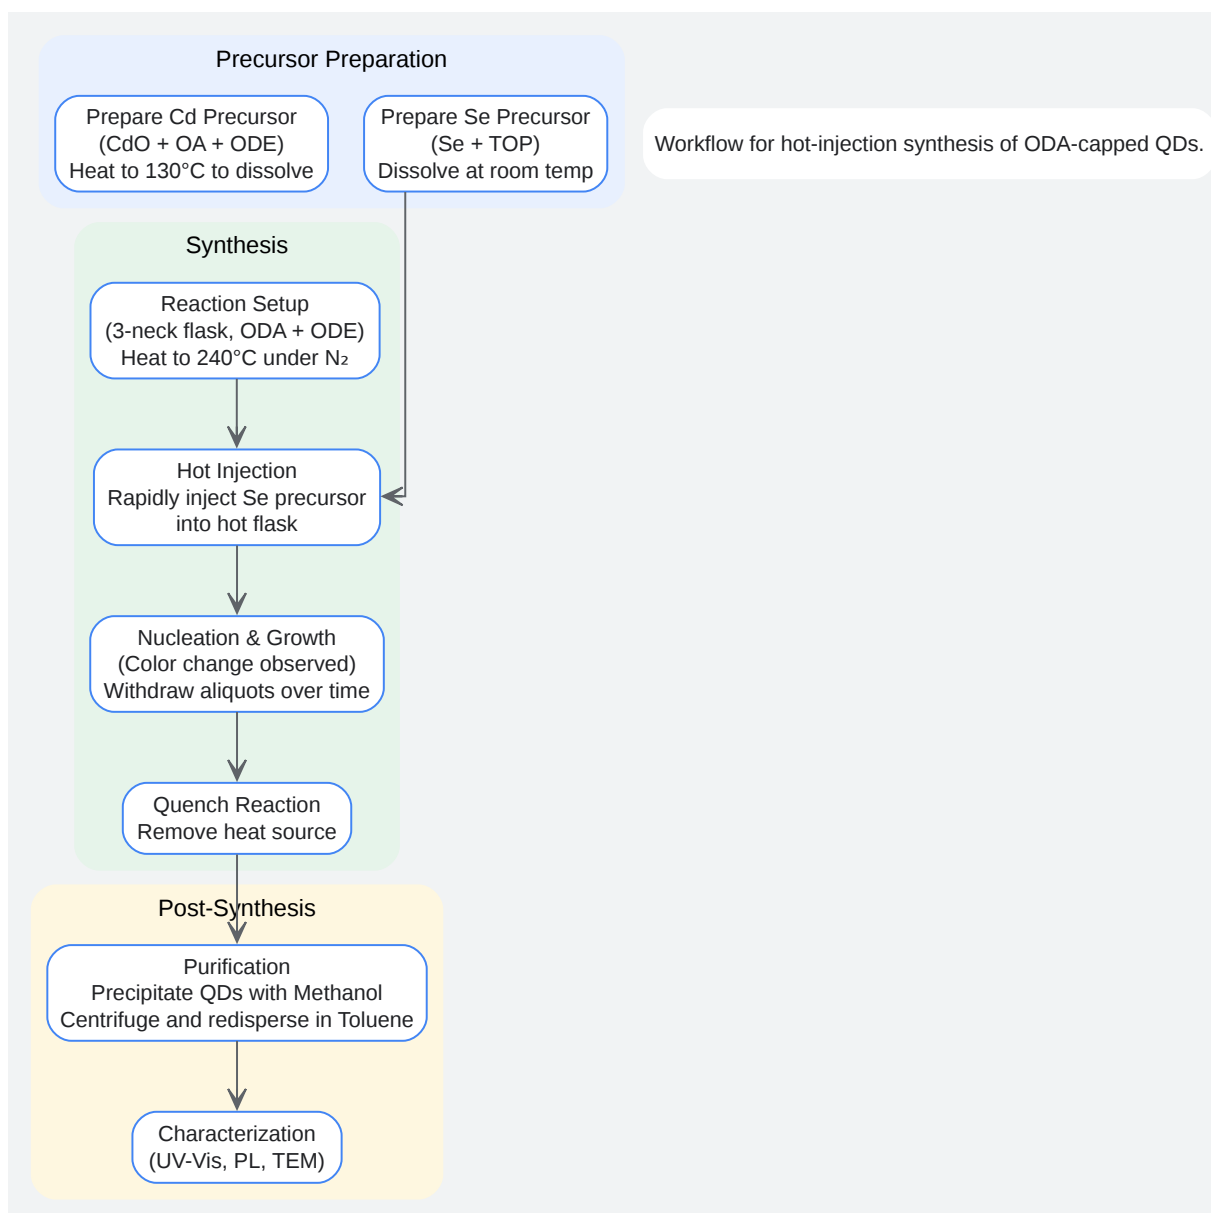 Precursor Preparation
Prepare Cd Precursor
(CdO + OA + ODE)
Heat to 130°C to dissolve
Prepare Se Precursor
(Se + TOP)
Dissolve at room temp
Workflow for hot-injection synthesis of ODA-capped QDs.
Synthesis
Reaction Setup
(3-neck flask, ODA + ODE)
Heat to 240°C under N₂
Hot Injection
Rapidly inject Se precursor
into hot flask
Nucleation & Growth
(Color change observed)
Withdraw aliquots over time
Quench Reaction
Remove heat source
Post-Synthesis
Purification
Precipitate QDs with Methanol
Centrifuge and redisperse in Toluene
Characterization
(UV-Vis, PL, TEM)